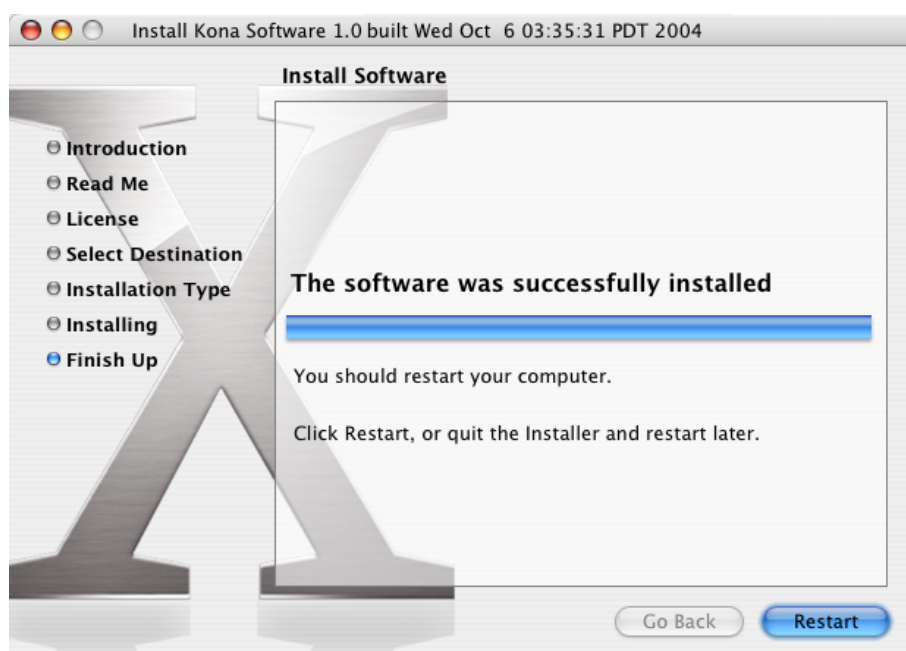 Install Kona Software 1.0 built Wed Oct  6 03:35:31 PDT 2004
Install Software
Introduction
Read Me
License
Select Destination
Installation Type
Installing
Finish Up
The software was successfully installed
You should restart your computer.
Click Restart, or quit the Installer and restart later.
Go Back
Restart